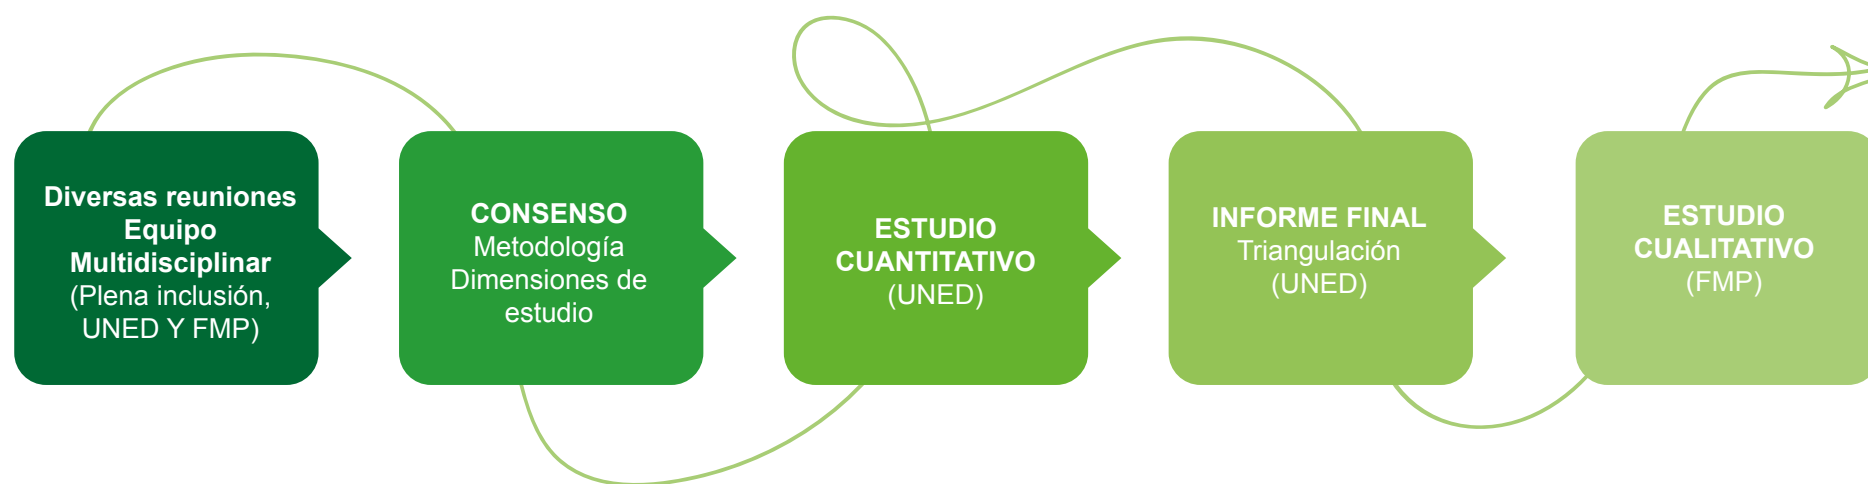 Diversas reuniones
Equipo
Multidisciplinar
(Plena inclusión,
UNED Y FMP)
CONSENSO
Metodología
Dimensiones de
estudio
ESTUDIO
CUANTITATIVO
(UNED)
INFORME FINAL
Triangulación
(UNED)
ESTUDIO
CUALITATIVO
(FMP)